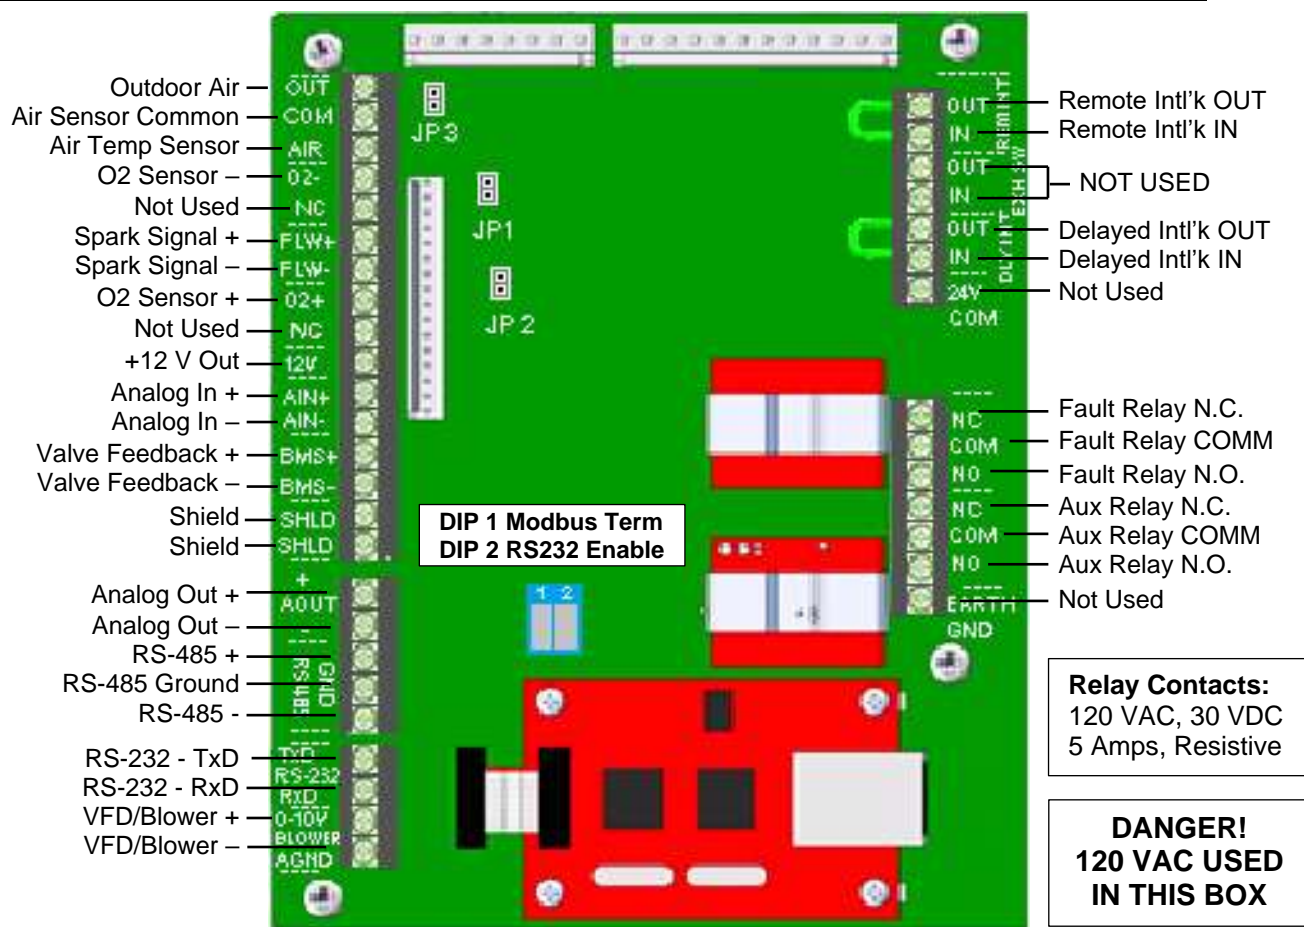 Outdoor Air
Air Sensor Common
Air Temp Sensor
O2 Sensor –
Not Used
Spark Signal +
Spark Signal –
O2 Sensor +
Not Used
+12 V Out
Analog In +
Analog In –
Valve Feedback +
Valve Feedback –
Shield
Shield
Analog Out +
Analog Out –
RS-485 +
RS-485 Ground
RS-485 -
RS-232 - TxD
RS-232 - RxD
VFD/Blower +
VFD/Blower –
OUT
COM
AIR
O2-
NC
FLW+
FLW-
O2+
NC
12V
AIN+
AIN-
BMS+
BMS-
SHLD
SHLD
+
AOUT
-
GND
RS485
TxD
RS-232
RxD
0-10V
BLOWER
AGND
JP3
JP1
JP 2
DIP 1 Modbus Term
DIP 2 RS232 Enable
1 2
OUT
IN
REMINT
OUT
IN
EXH SW
OUT
IN
DLYINT
24V
COM
NC
COM
NO
NC
COM
NO
EARTH
GND
Remote Intl’k OUT
Remote Intl’k IN
NOT USED
Delayed Intl’k OUT
Delayed Intl’k IN
Not Used
Fault Relay N.C.
Fault Relay COMM
Fault Relay N.O.
Aux Relay N.C.
Aux Relay COMM
Aux Relay N.O.
Not Used
Relay Contacts:
120 VAC, 30 VDC
5 Amps, Resistive
DANGER!
120 VAC USED
IN THIS BOX